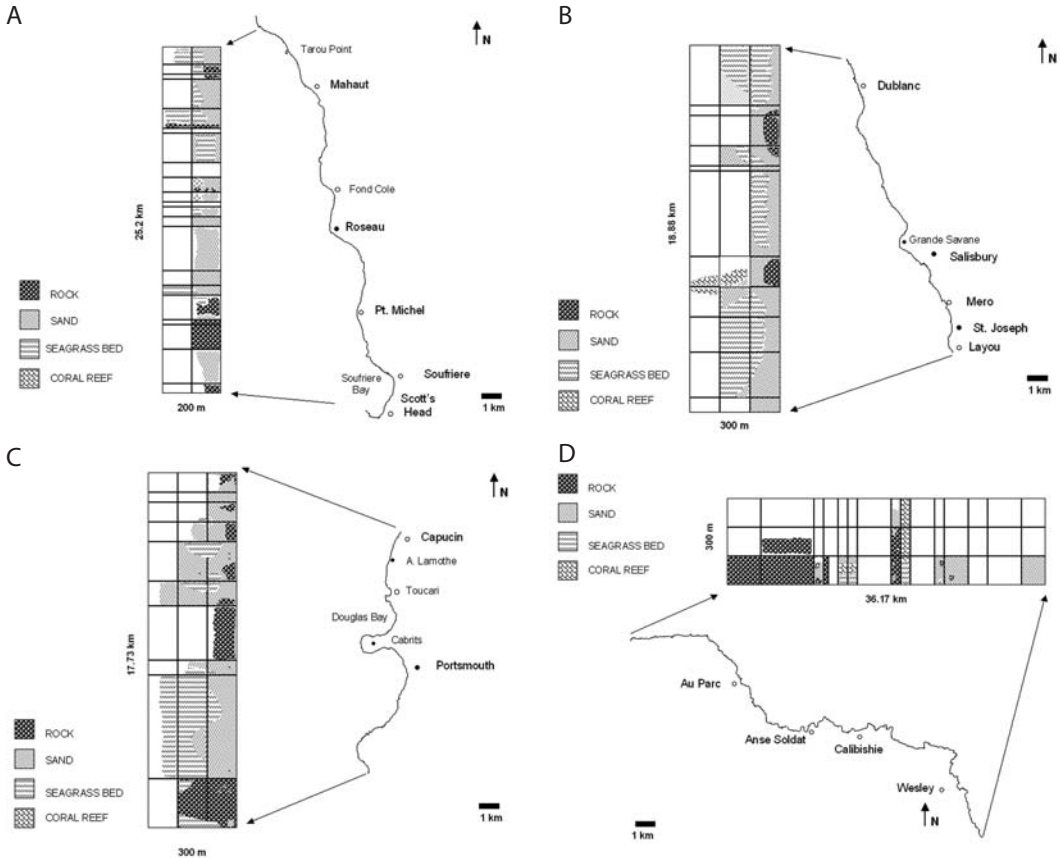 A
N
Tarou Point
Mahaut
Fond Cole
Roseau
Pt. Michel
Soufriere
Soufriere
Bay
Scott's
Head
25.2 km
200 m
1 km
ROCK
SAND
SEAGRASS BED
CORAL REEF
B
N
Dublanc
Grande Savane
Salisbury
Mero
St. Joseph
Layou
18.88 km
300 m
1 km
ROCK
SAND
SEAGRASS BED
CORAL REEF
C
N
Capucin
A. Lamothe
Toucari
Douglas Bay
Cabrits
Portsmouth
17.73 km
300 m
1 km
ROCK
SAND
SEAGRASS BED
CORAL REEF
D
ROCK
SAND
SEAGRASS BED
CORAL REEF
300 m
36.17 km
Au Parc
Anse Soldat
Calibishie
Wesley
N
1 km